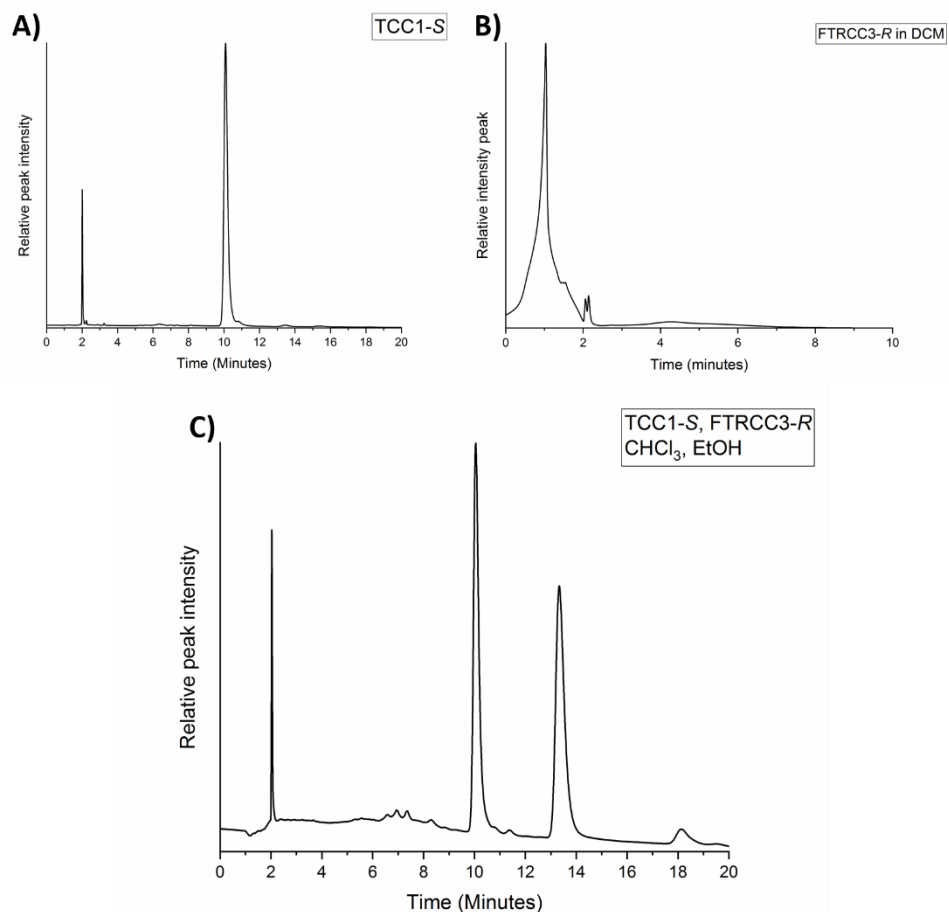 A)
TCC1-S
Relative peak intensity
0 2 4 6 8 10 12 14 16 18 20
Time (Minutes)
B)
FTRCC3-R in DCM
Relative intensity peak
0 2 4 6 8 10
Time (minutes)
C)
TCC1-S, FTRCC3-R
CHCl₃, EtOH
Relative peak intensity
0 2 4 6 8 10 12 14 16 18 20
Time (Minutes)